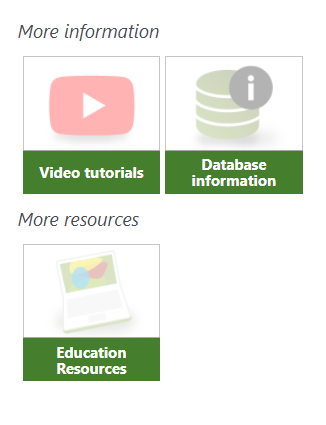 More information
Video tutorials
Database
information
More resources
Education
Resources